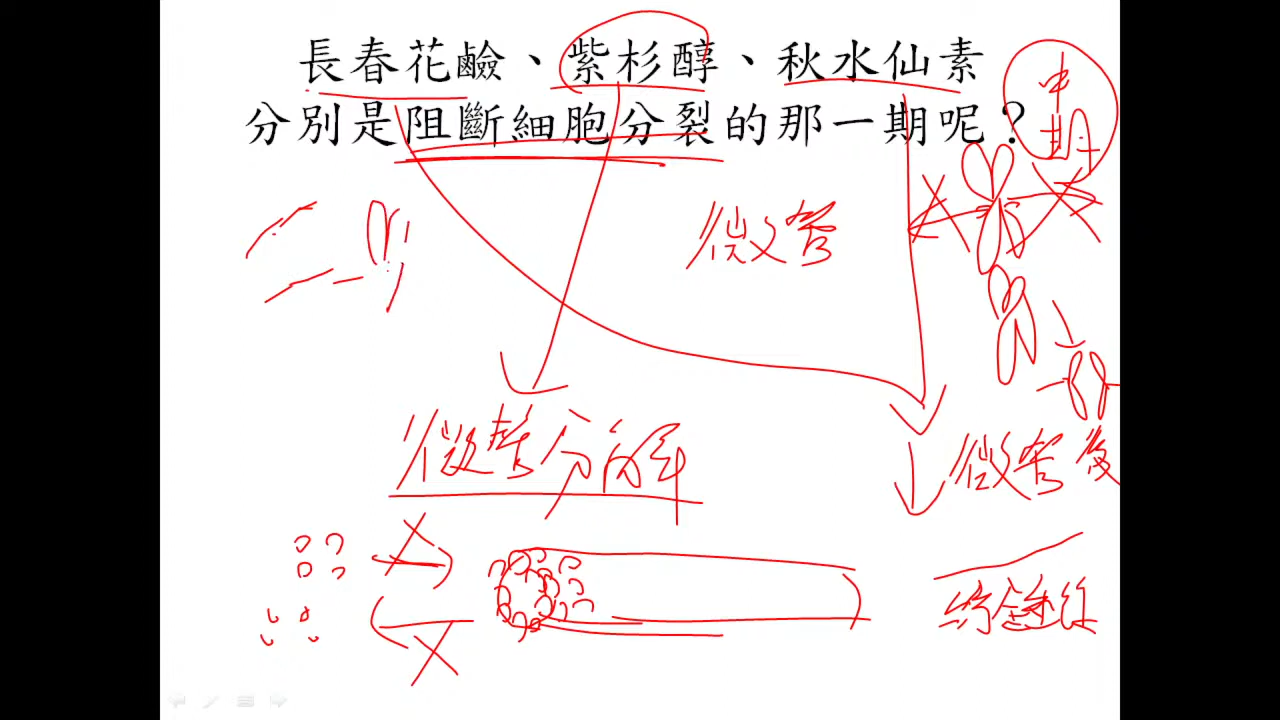 長春花鹼、紫杉醇、秋水仙素
分別是阻斷細胞分裂的那一期呢?
中期
微管
微管分解
微管後
紡錘絲